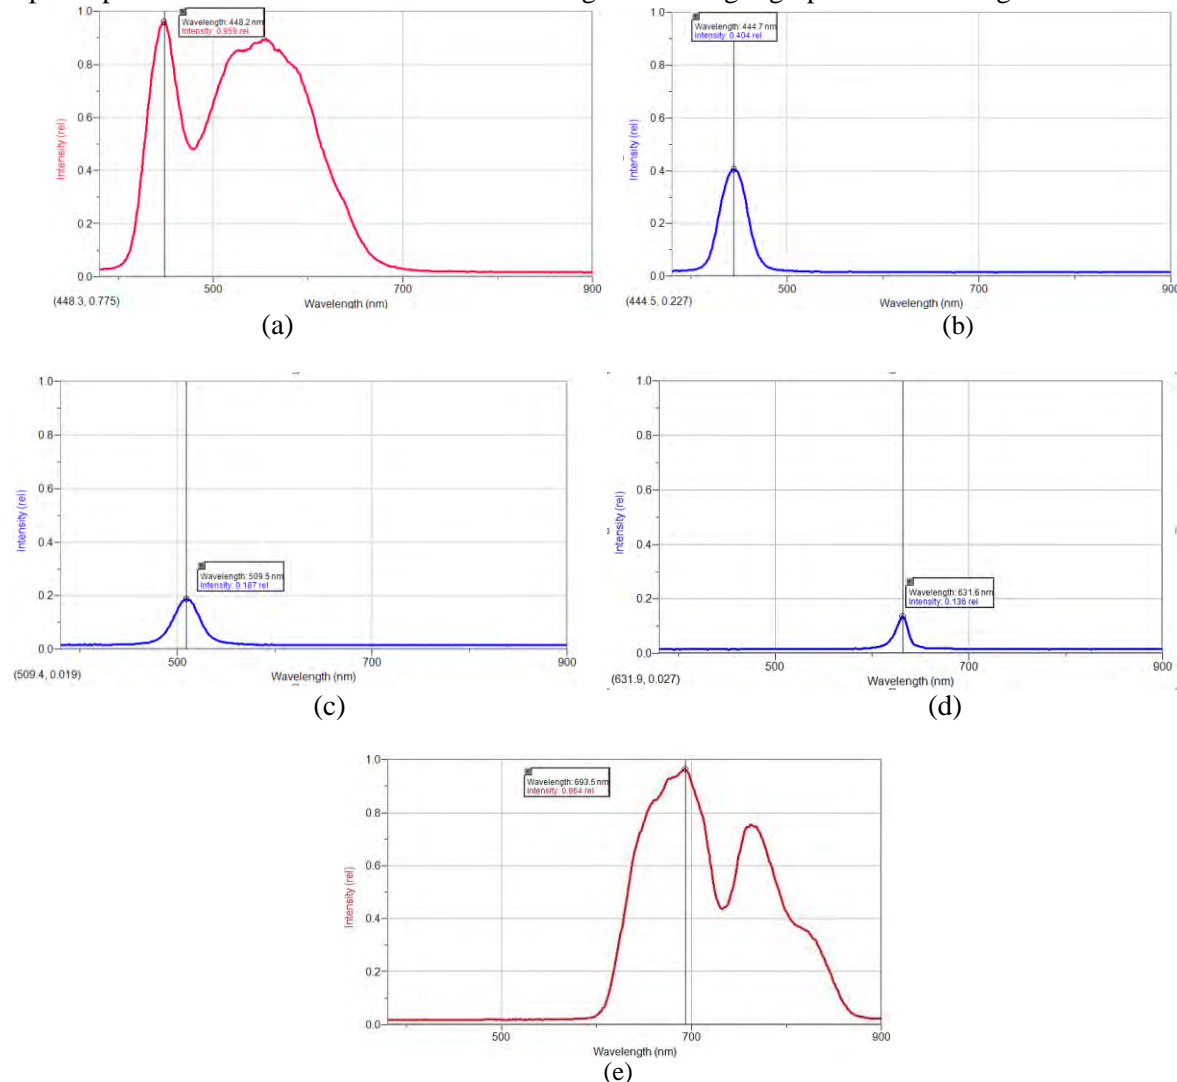 Wavelength: 448.2 nm
Intensity: 0.959 rel
1.0
0.8
0.6
0.4
0.2
0.0
Intensity (rel)
500
700
900
(448.3, 0.775)
Wavelength (nm)
(a)
Wavelength: 444.7 nm
Intensity: 0.404 rel
1.0
0.8
0.6
0.4
0.2
0.0
Intensity (rel)
500
700
900
(444.5, 0.227)
Wavelength (nm)
(b)
1.0
0.8
0.6
0.4
0.2
0.0
Intensity (rel)
Wavelength: 509.5 nm
Intensity: 0.187 rel
500
700
900
(509.4, 0.019)
Wavelength (nm)
(c)
1.0
0.8
0.6
0.4
0.2
0.0
Intensity (rel)
Wavelength: 631.6 nm
Intensity: 0.136 rel
500
700
900
(631.9, 0.027)
Wavelength (nm)
(d)
1.0
0.8
0.6
0.4
0.2
0.0
Intensity (rel)
Wavelength: 693.5 nm
Intensity: 0.964 rel
500
700
900
Wavelength (nm)
(e)